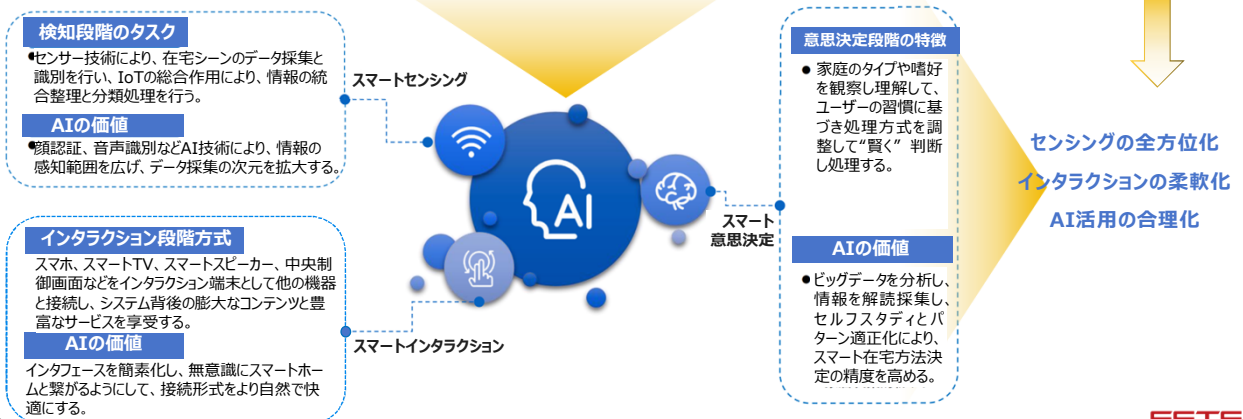 検知段階のタスク
•センサー技術により、在宅シーンのデータ採集と
識別を行い、IoTの総合作用により、情報の統
合整理と分類処理を行う。
AIの価値
•顔認証、音声識別などAI技術により、情報の
感知範囲を広げ、データ採集の次元を拡大する。
スマートセンシング
インタラクション段階方式
スマホ、スマートTV、スマートスピーカー、中央制
御画面などをインタラクション端末として他の機器
と接続し、システム背後の膨大なコンテンツと豊
富なサービスを享受する。
AIの価値
インタフェースを簡素化し、無意識にスマートホー
ムと繋がるようにして、接続形式をより自然で快
適にする。
スマートインタラクション
AI
スマート
意思決定
意思決定段階の特徴
• 家庭のタイプや嗜好
を観察し理解して、
ユーザーの習慣に基
づき処理方式を調
整して“賢く” 判断
し処理する。
AIの価値
• ビッグデータを分析し、
情報を解読採集し、
セルフスタディとパ
ターン適正化により、
スマート在宅方法決
定の精度を高める。
センシングの全方位化
インタラクションの柔軟化
AI活用の合理化